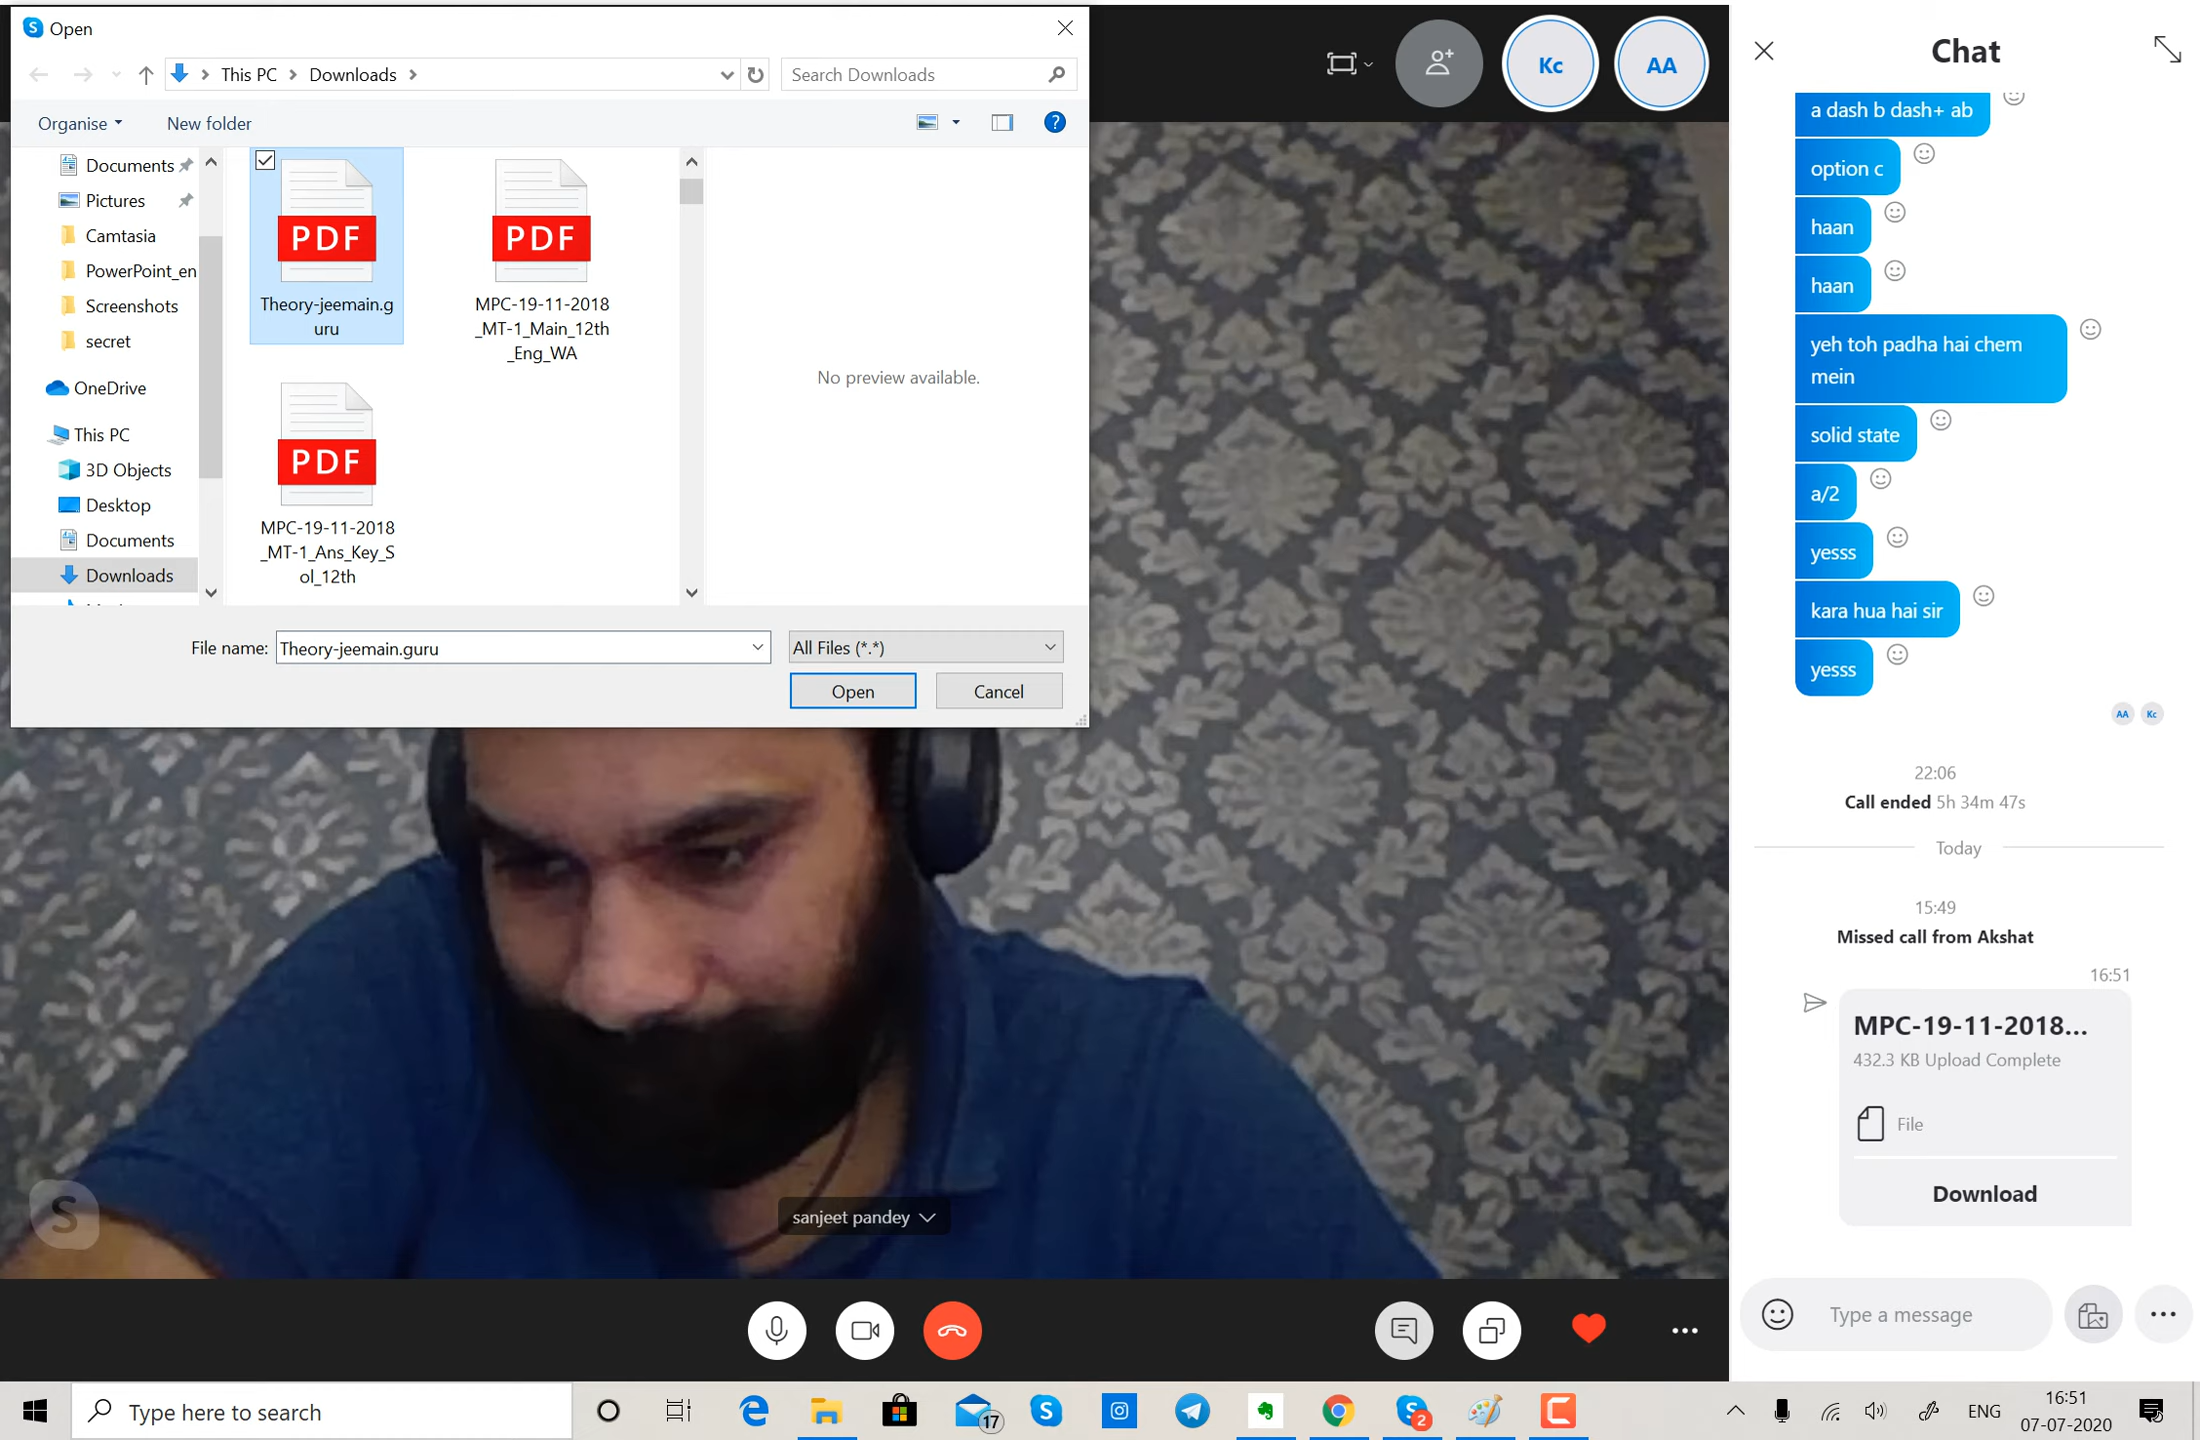 Open
This PC
Downloads
Search Downloads
Organise
New folder
Documents
Pictures
Camtasia
PowerPoint_en
Screenshots
secret
OneDrive
This PC
3D Objects
Desktop
Documents
Downloads
PDF
Theory-jeemain.g
uru
PDF
MPC-19-11-2018
_MT-1_Main_12th
_Eng_WA
PDF
MPC-19-11-2018
_MT-1_Ans_Key_S
ol_12th
No preview available.
File name: Theory-jeemain.guru
All Files (*.*)
Open
Cancel
Kc
AA
sanjeet pandey
Chat
a dash b dash+ ab
option c
haan
haan
yeh toh padha hai chem
mein
solid state
a/2
yesss
kara hua hai sir
yesss
AA Kc
22:06
Call ended 5h 34m 47s
Today
15:49
Missed call from Akshat
16:51
MPC-19-11-2018...
432.3 KB Upload Complete
File
Download
Type a message
Type here to search
17
2
ENG
16:51
07-07-2020